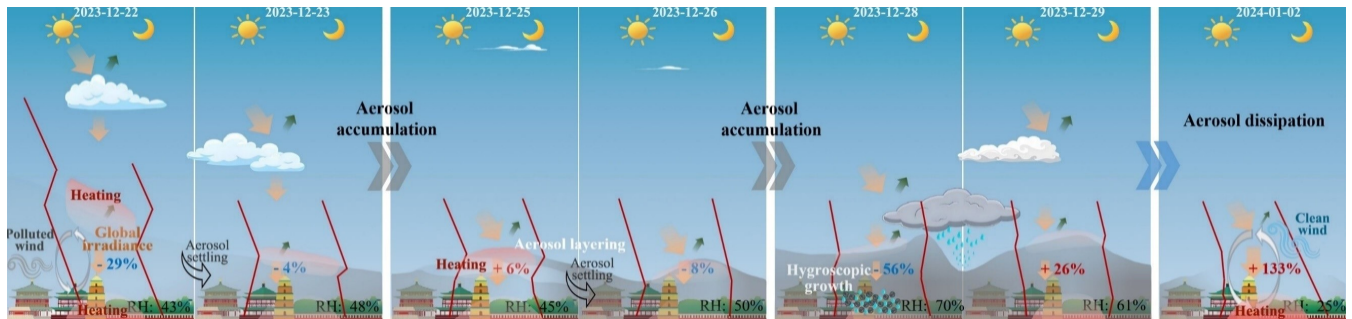 2023-12-22
Heating
Polluted
wind
Global
irradiance
- 29%
Heating
RH: 43%
2023-12-23
Aerosol
settling
- 4%
RH: 48%
Aerosol
accumulation
2023-12-25
Heating
+ 6%
Aerosol layering
RH: 45%
2023-12-26
Aerosol
settling
- 8%
RH: 50%
Aerosol
accumulation
2023-12-28
Hygroscopic
growth
- 56%
RH: 70%
2023-12-29
+ 26%
RH: 61%
2024-01-02
Aerosol dissipation
Clean
wind
+ 133%
Heating
RH: 25%